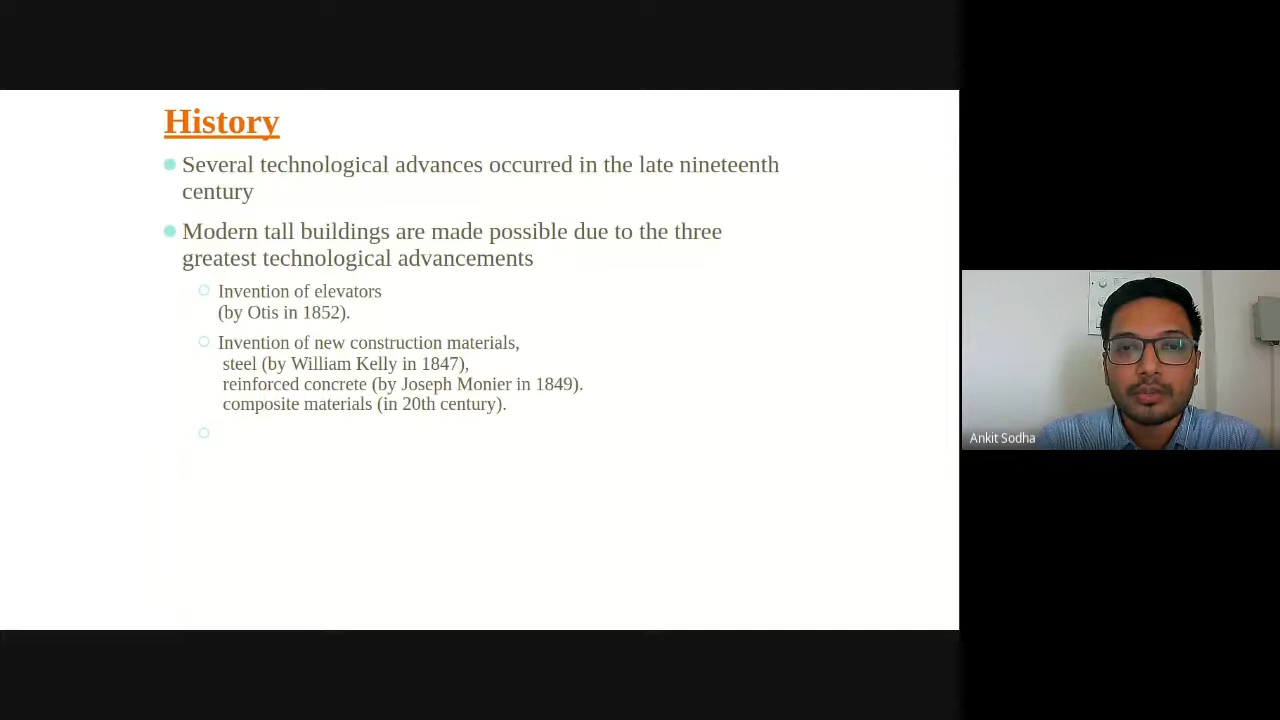 History
Several technological advances occurred in the late nineteenth
century
Modern tall buildings are made possible due to the three
greatest technological advancements
Invention of elevators
(by Otis in 1852).
Invention of new construction materials,
steel (by William Kelly in 1847),
reinforced concrete (by Joseph Monier in 1849).
composite materials (in 20th century).
Ankit Sodha